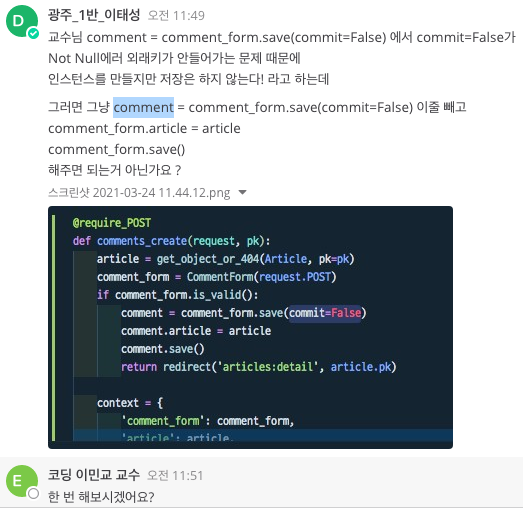 D
광주_1반_이태성 오전 11:49
교수님 comment = comment_form.save(commit=False) 에서 commit=False가
Not Null에러 외래키가 안들어가는 문제 때문에
인스턴스를 만들지만 저장은 하지 않는다! 라고 하는데
그러면 그냥 comment = comment_form.save(commit=False) 이줄 빼고
comment_form.article = article
comment_form.save()
해주면 되는거 아닌가요 ?
스크린샷 2021-03-24 11.44.12.png
@require_POST
def comments_create(request, pk):
    article = get_object_or_404(Article, pk=pk)
    comment_form = CommentForm(request.POST)
    if comment_form.is_valid():
        comment = comment_form.save(commit=False)
        comment.article = article
        comment.save()
        return redirect('articles:detail', article.pk)
    context = {
        'comment_form': comment_form,
        'article': article,
E
코딩 이민교 교수 오전 11:51
한 번 해보시겠어요?